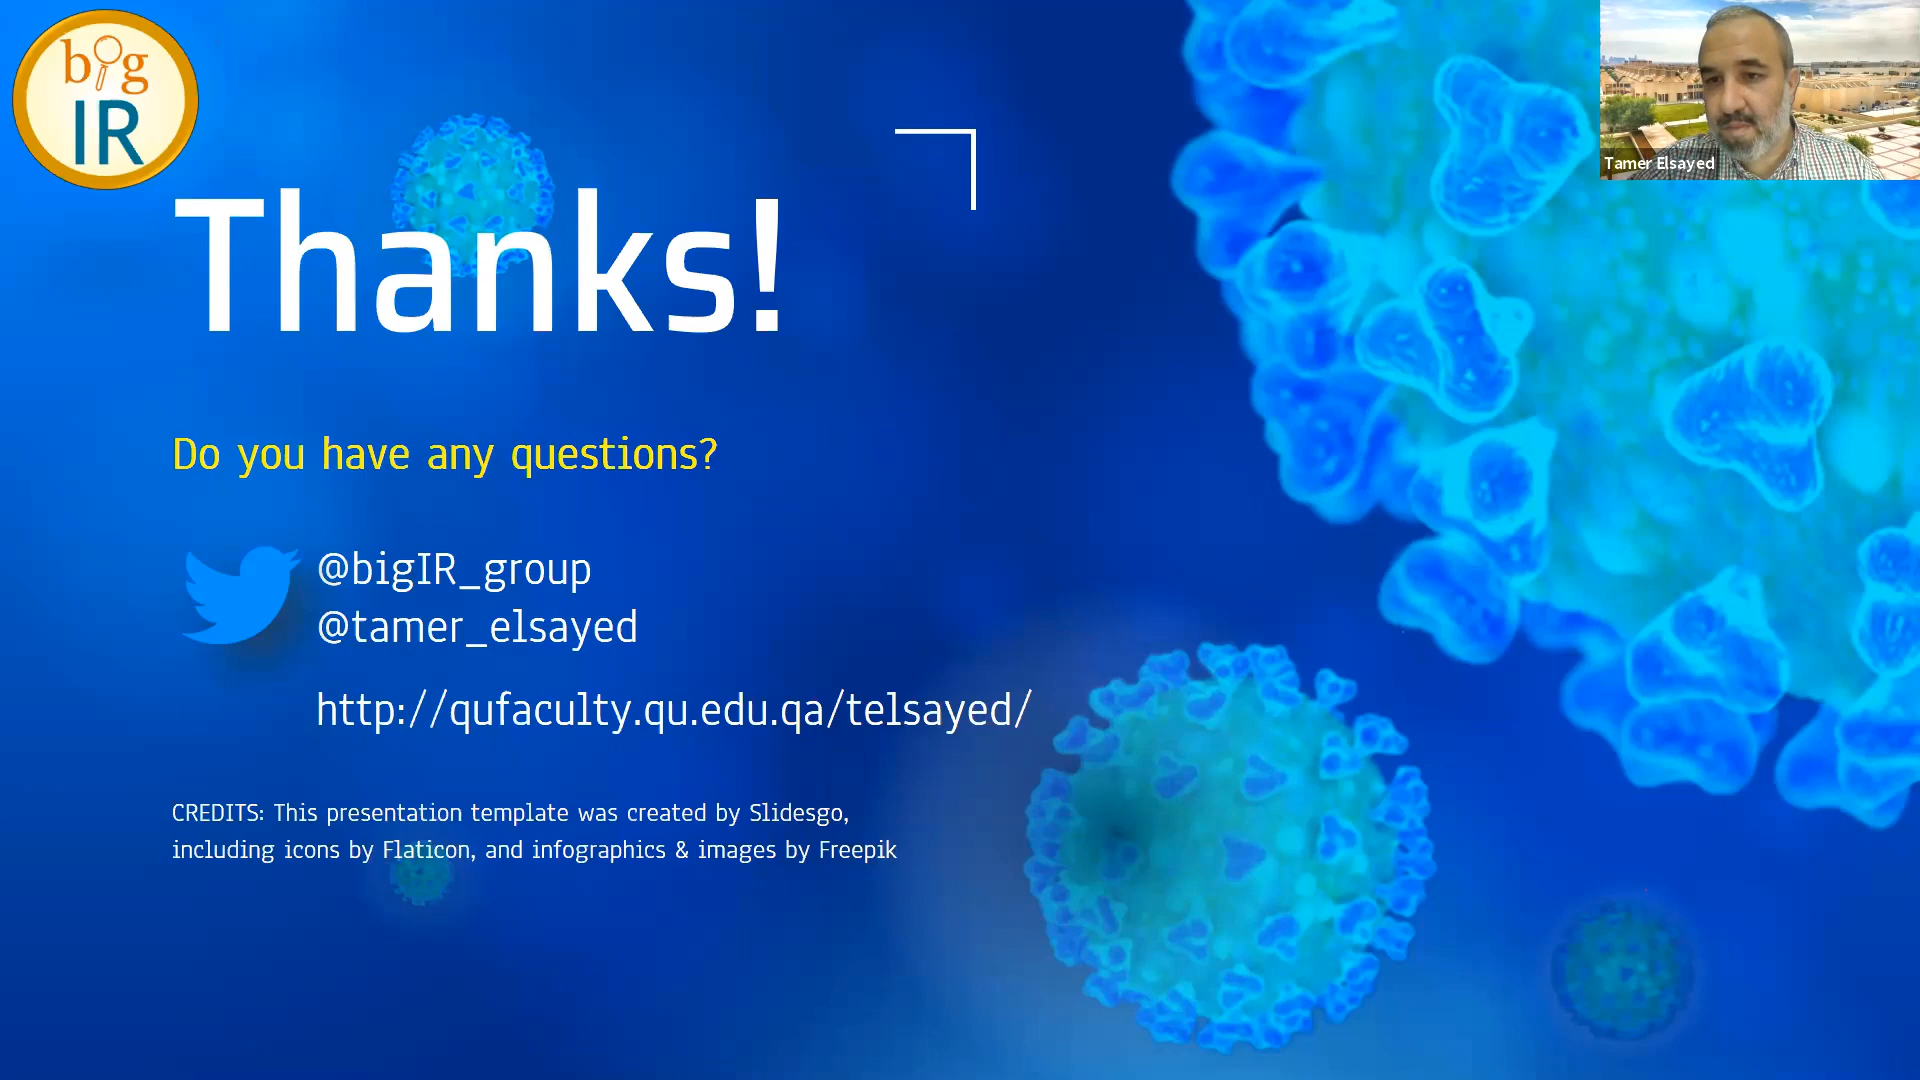 big
IR
Tamer Elsayed
Thanks!
Do you have any questions?
@bigIR_group
@tamer_elsayed
http://qufaculty.qu.edu.qa/telsayed/
CREDITS: This presentation template was created by Slidesgo,
including icons by Flaticon, and infographics & images by Freepik